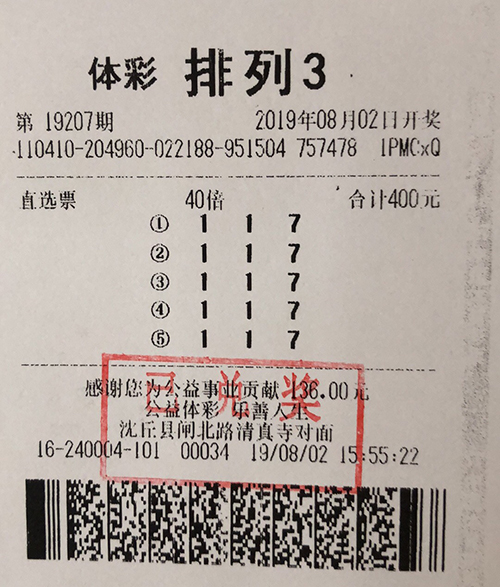 体彩 排列3
第 19207期 2019年08月02日开奖
110410-204960-022188-951504 757478 1PMCxQ
直选票 40倍 合计400元
① 1 1 7
② 1 1 7
③ 1 1 7
④ 1 1 7
⑤ 1 1 7
已兑奖
感谢您为公益事业贡献 136.00元
公益体彩 乐善人生
沈丘县闸北路清真寺对面
16-240004-101 00034 19/08/02 15:55:22